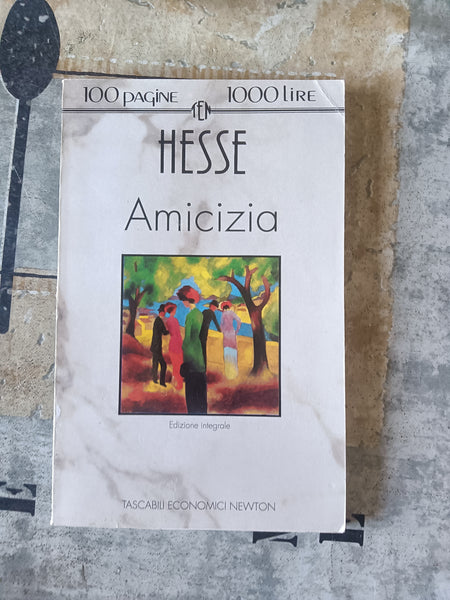 100 PAGINE 1000 LIRE
TEN
HESSE
Amicizia
Edizione integrale
TASCABILI ECONOMICI NEWTON